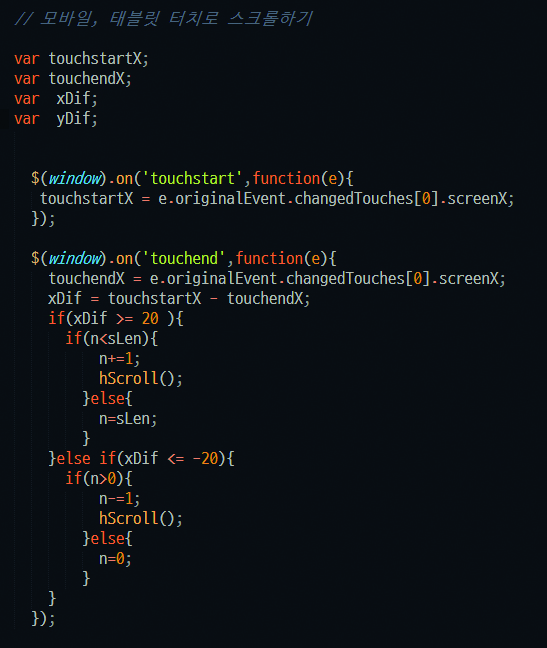 // 모바일, 태블릿 터치로 스크롤하기
var touchstartX;
var touchendX;
var  xDif;
var  yDif;
$(window).on('touchstart',function(e){
touchstartX = e.originalEvent.changedTouches[0].screenX;
});
$(window).on('touchend',function(e){
touchendX = e.originalEvent.changedTouches[0].screenX;
xDif = touchstartX - touchendX;
if(xDif >= 20 ){
if(n<sLen){
n+=1;
hScroll();
}else{
n=sLen;
}
}else if(xDif <= -20){
if(n>0){
n-=1;
hScroll();
}else{
n=0;
}
}
});